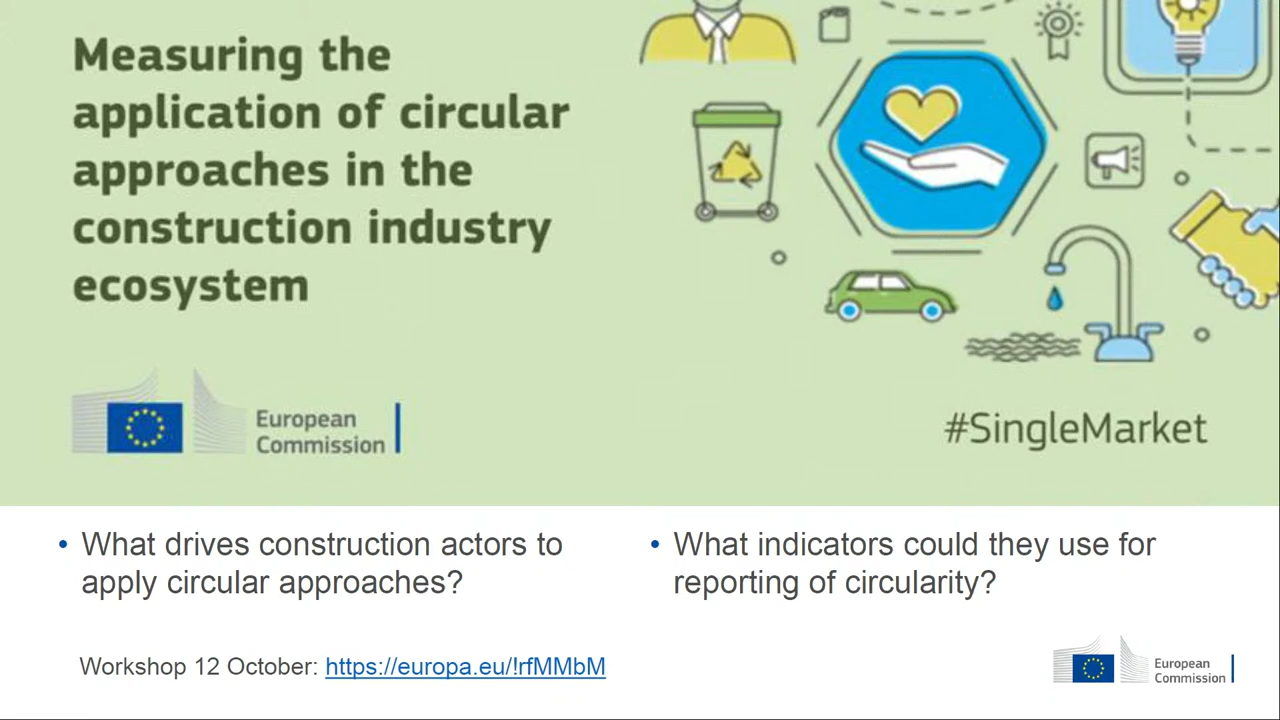 Measuring the
application of circular
approaches in the
construction industry
ecosystem
European
Commission
#SingleMarket
• What drives construction actors to
apply circular approaches?
• What indicators could they use for
reporting of circularity?
Workshop 12 October: https://europa.eu/!rfMMbM
European
Commission